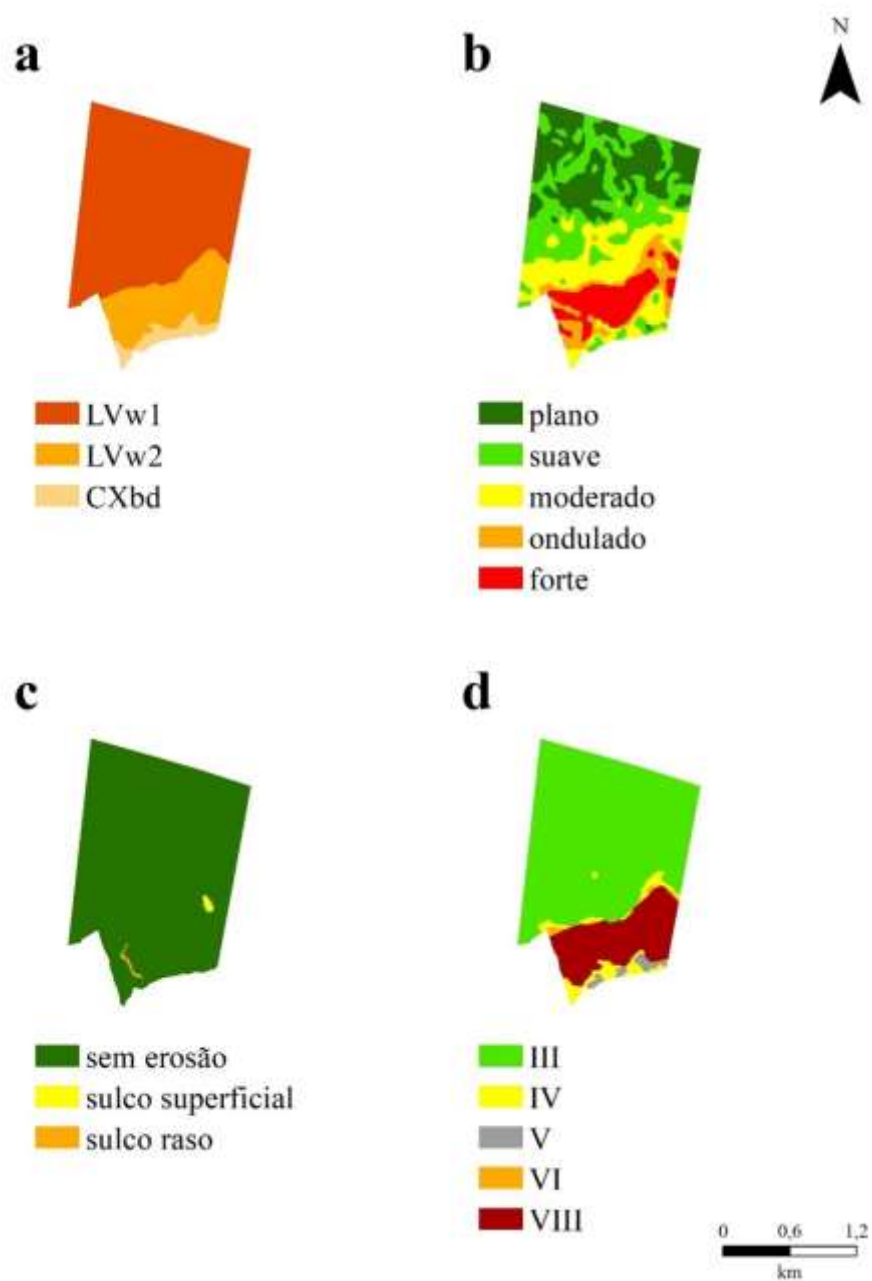 a
b
N
LVw1
LVw2
CXbd
plano
suave
moderado
ondulado
forte
c
d
sem erosão
sulco superficial
sulco raso
III
IV
V
VI
VIII
0 0,6 1,2
km